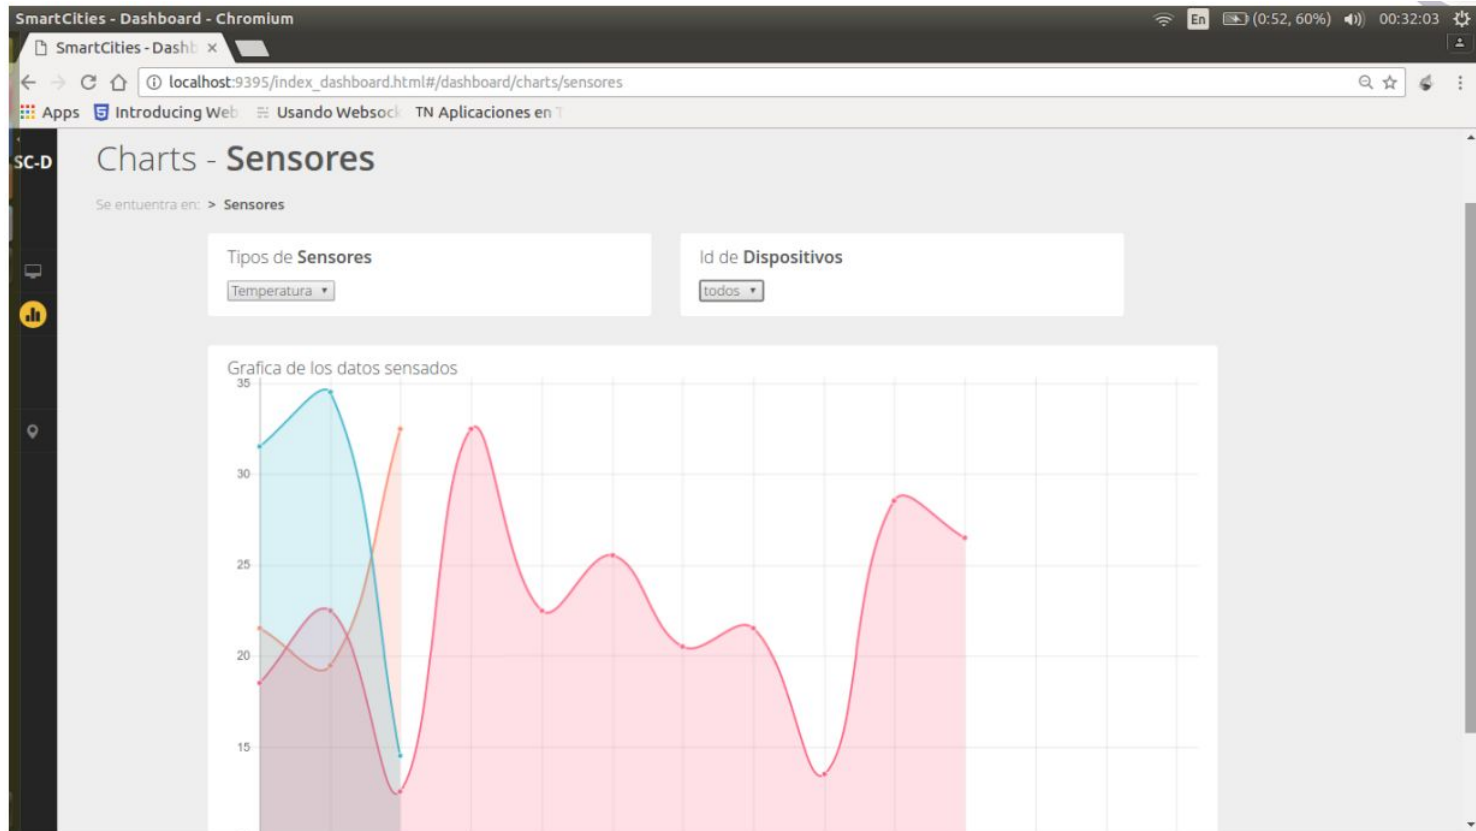 SmartCities - Dashboard - Chromium
En (0:52, 60%) 00:32:03
SmartCities - Dashb
localhost:9395/index_dashboard.html#/dashboard/charts/sensores
Apps Introducing Web Usando Websock TN Aplicaciones en T
SC-D
Charts - Sensores
Se entuentra en: > Sensores
Tipos de Sensores
Id de Dispositivos
Temperatura
todos
Grafica de los datos sensados
35
30
25
20
15